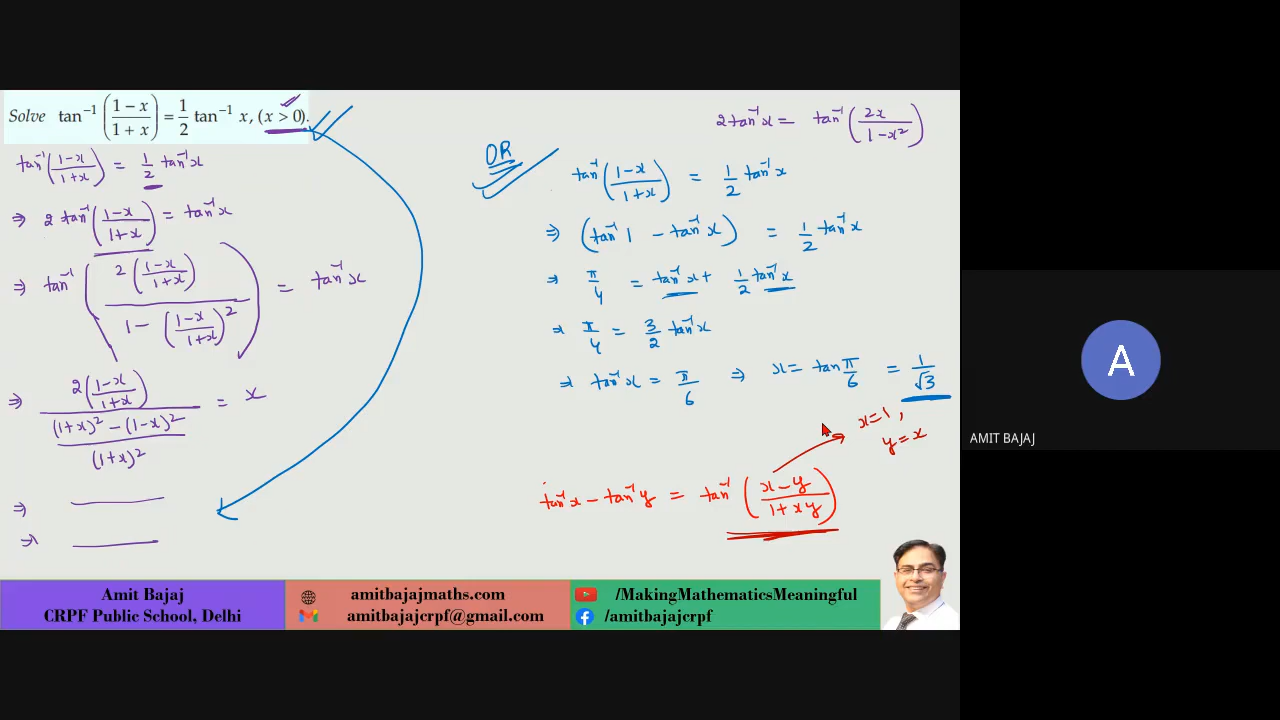 Solve tan⁻¹((1 − x)/(1 + x)) = 1/2 tan⁻¹ x, (x > 0).
tan⁻¹((1−x)/(1+x)) = 1/2 tan⁻¹x
⇒ 2 tan⁻¹((1−x)/(1+x)) = tan⁻¹x
⇒ tan⁻¹(2((1−x)/(1+x)) / (1 − ((1−x)/(1+x))²)) = tan⁻¹x
⇒ 2((1−x)/(1+x)) / (((1+x)² − (1−x)²)/(1+x)²) = x
⇒
⇒
2tan⁻¹x = tan⁻¹(2x/(1−x²))
OR
tan⁻¹((1−x)/(1+x)) = 1/2 tan⁻¹x
⇒ (tan⁻¹1 − tan⁻¹x) = 1/2 tan⁻¹x
⇒ π/4 = tan⁻¹x + 1/2 tan⁻¹x
⇒ π/4 = 3/2 tan⁻¹x
⇒ tan⁻¹x = π/6 ⇒ x = tan π/6 = 1/√3
x=1,
y=x
tan⁻¹x − tan⁻¹y = tan⁻¹((x−y)/(1+xy))
A
AMIT BAJAJ
Amit Bajaj
CRPF Public School, Delhi
amitbajajmaths.com
amitbajajcrpf@gmail.com
/MakingMathematicsMeaningful
/amitbajajcrpf